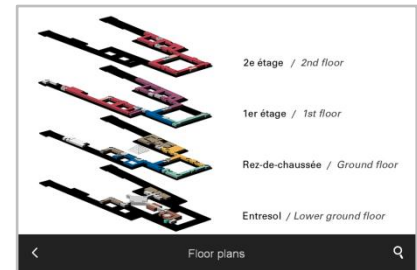 2e étage / 2nd floor
1er étage / 1st floor
Rez-de-chaussée / Ground floor
Entresol / Lower ground floor
Floor plans